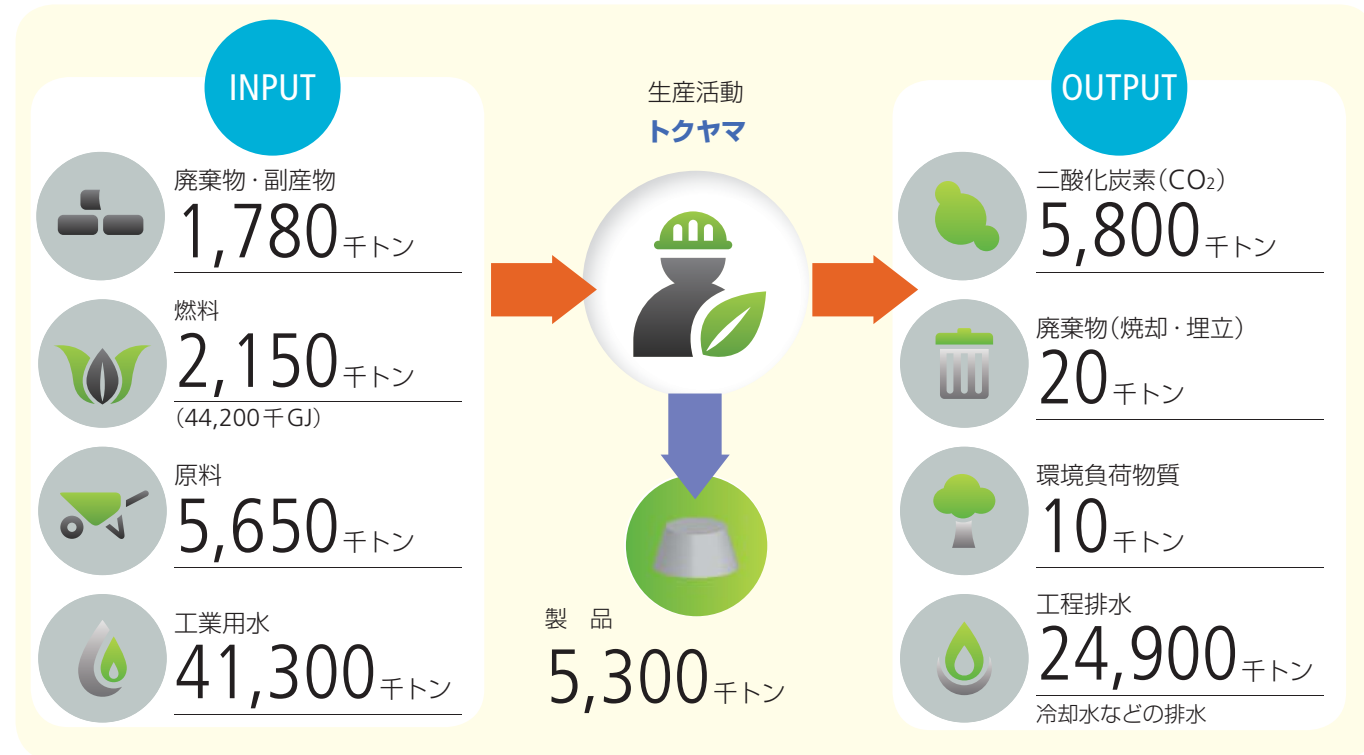 INPUT
廃棄物・副産物
1,780千トン
燃料
2,150千トン
(44,200千GJ)
原料
5,650千トン
工業用水
41,300千トン
生産活動
トクヤマ
製 品
5,300千トン
OUTPUT
二酸化炭素(CO₂)
5,800千トン
廃棄物(焼却・埋立)
20千トン
環境負荷物質
10千トン
工程排水
24,900千トン
冷却水などの排水